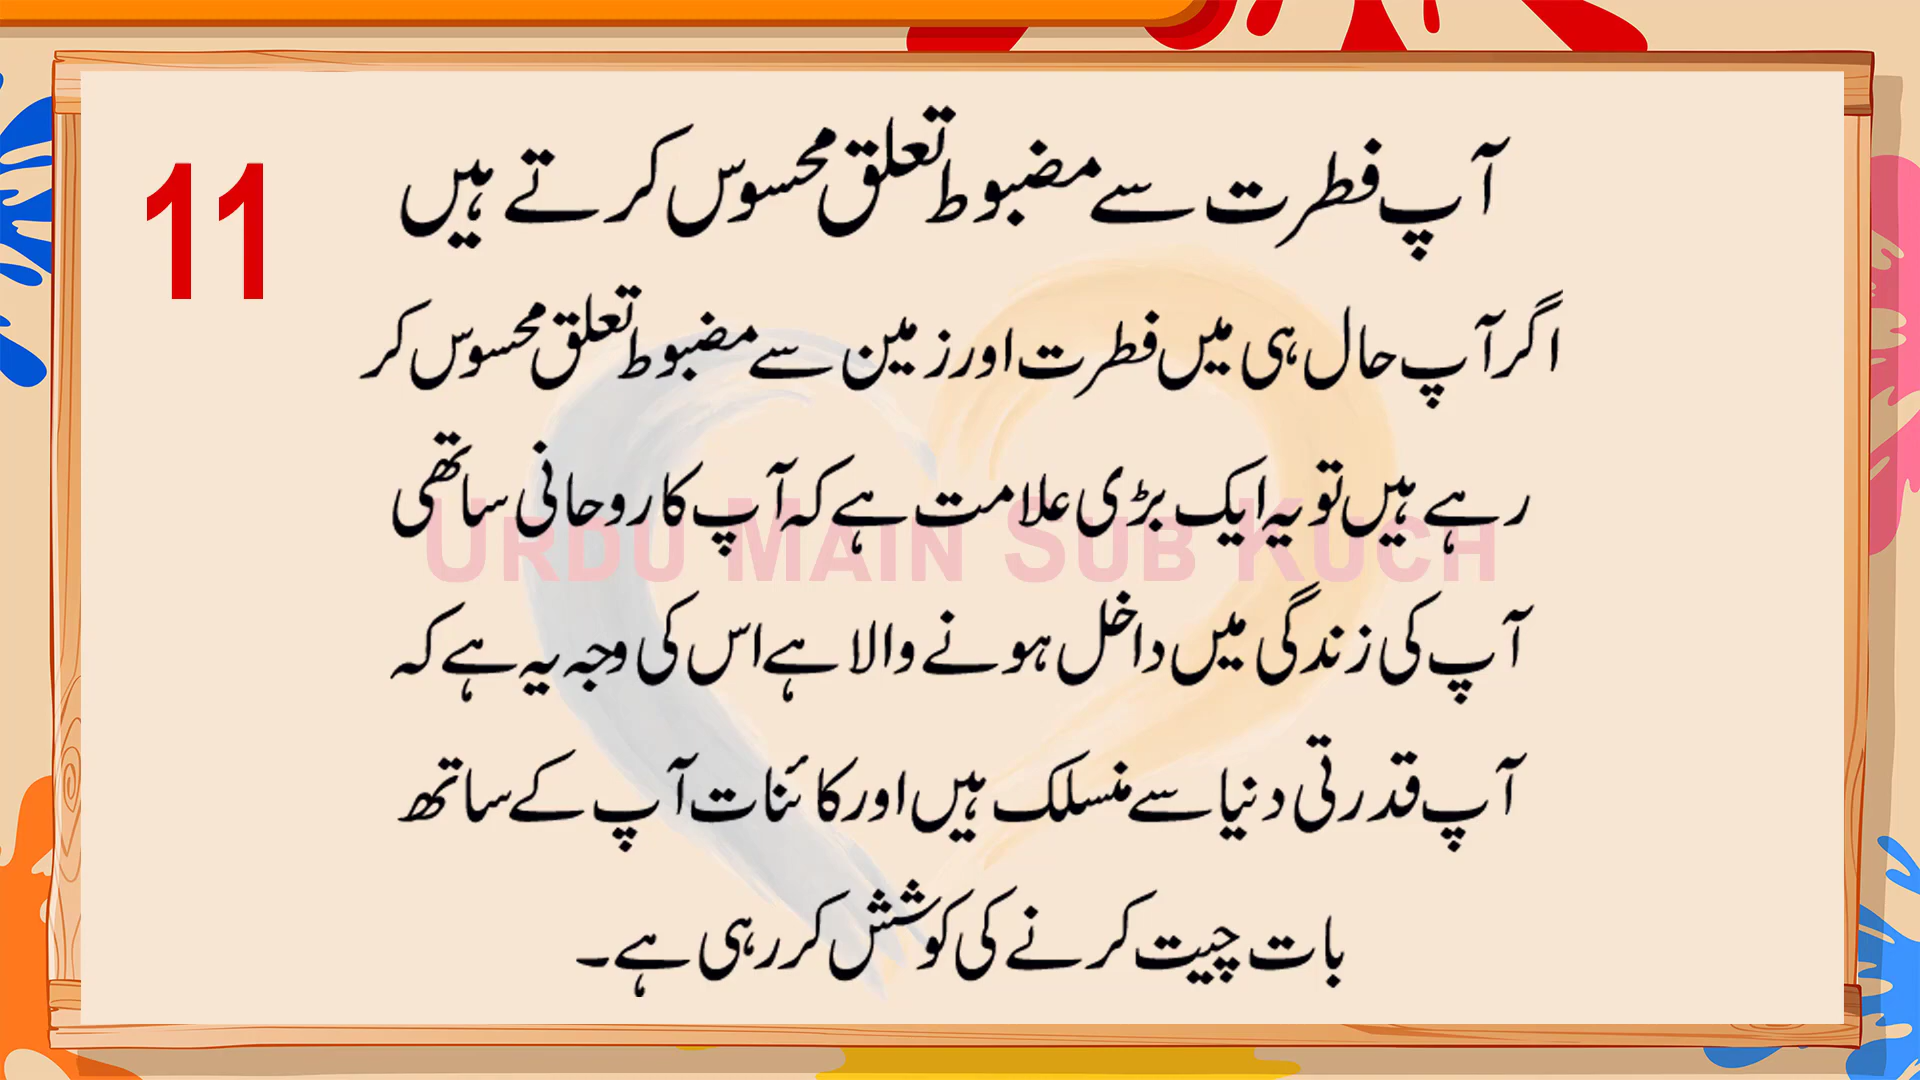 11
آپ فطرت سے مضبوط تعلق محسوس کرتے ہیں
اگر آپ حال ہی میں فطرت اور زمین سے مضبوط تعلق محسوس کر
رہے ہیں تو یہ ایک بڑی علامت ہے کہ آپ کا روحانی ساتھی
آپ کی زندگی میں داخل ہونے والا ہے اس کی وجہ یہ ہے کہ
آپ قدرتی دنیا سے منسلک ہیں اور کائنات آپ کے ساتھ
بات چیت کرنے کی کوشش کر رہی ہے۔
URDU MAIN SUB KUCH